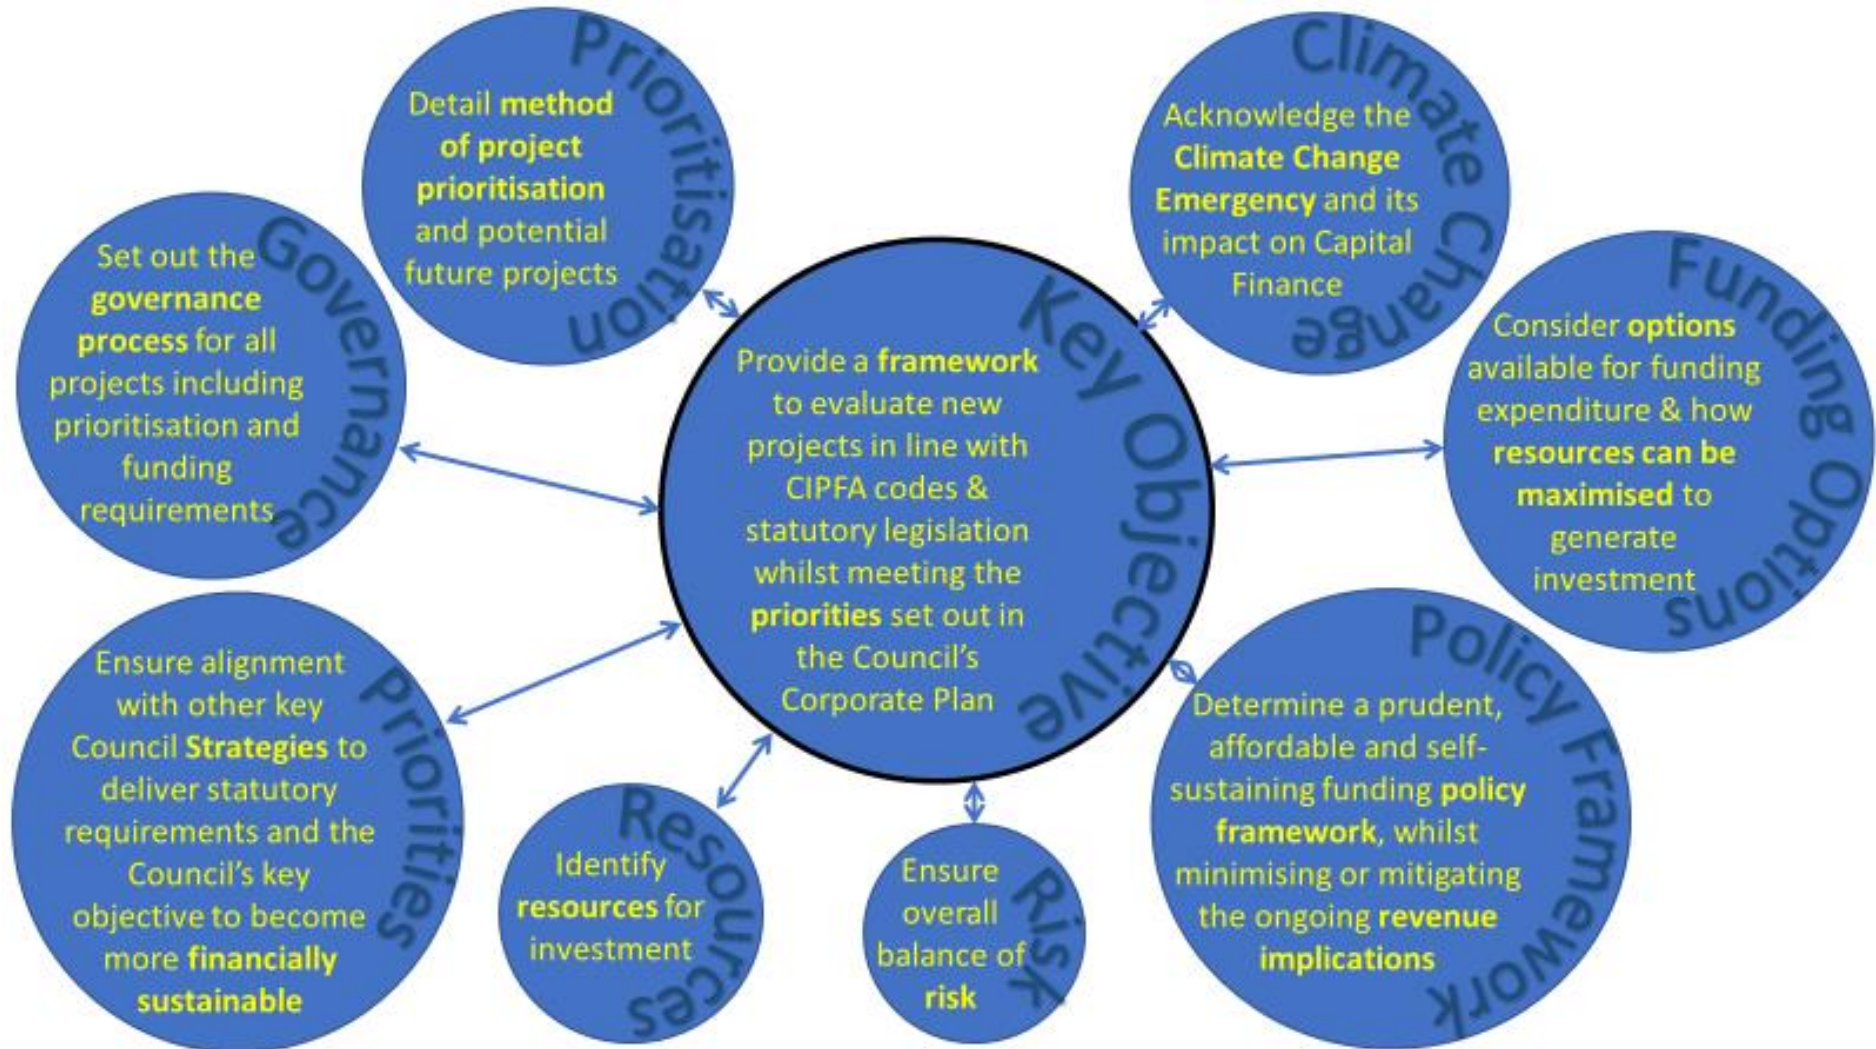 Prioritisation
Detail method
of project
prioritisation
and potential
future projects
Climate Change
Acknowledge the
Climate Change
Emergency and its
impact on Capital
Finance
Governance
Set out the
governance
process for all
projects including
prioritisation and
funding
requirements
Key Objective
Provide a framework
to evaluate new
projects in line with
CIPFA codes &
statutory legislation
whilst meeting the
priorities set out in
the Council's
Corporate Plan
Funding Options
Consider options
available for funding
expenditure & how
resources can be
maximised to
generate
investment
Priorities
Ensure alignment
with other key
Council Strategies to
deliver statutory
requirements and the
Council's key
objective to become
more financially
sustainable
Resources
Identify
resources for
investment
Risk
Ensure
overall
balance of
risk
Policy Framework
Determine a prudent,
affordable and self-
sustaining funding policy
framework, whilst
minimising or mitigating
the ongoing revenue
implications